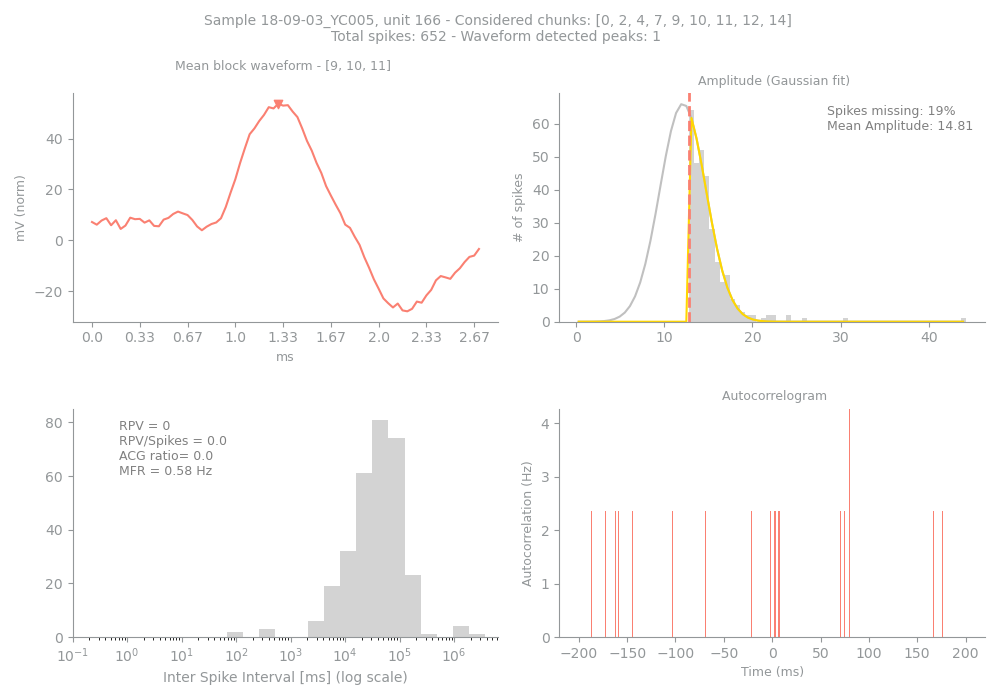 Sample 18-09-03_YC005, unit 166 - Considered chunks: [0, 2, 4, 7, 9, 10, 11, 12, 14]
Total spikes: 652 - Waveform detected peaks: 1
Mean block waveform - [9, 10, 11]
mV (norm)
40
20
0
−20
0.0 0.33 0.67 1.0 1.33 1.67 2.0 2.33 2.67
ms
Amplitude (Gaussian fit)
Spikes missing: 19%
Mean Amplitude: 14.81
# of spikes
60
50
40
30
20
10
0
0 10 20 30 40
RPV = 0
RPV/Spikes = 0.0
ACG ratio= 0.0
MFR = 0.58 Hz
80
60
40
20
0
10⁻¹ 10⁰ 10¹ 10² 10³ 10⁴ 10⁵ 10⁶
Inter Spike Interval [ms] (log scale)
Autocorrelogram
Autocorrelation (Hz)
4
3
2
1
0
−200 −150 −100 −50 0 50 100 150 200
Time (ms)